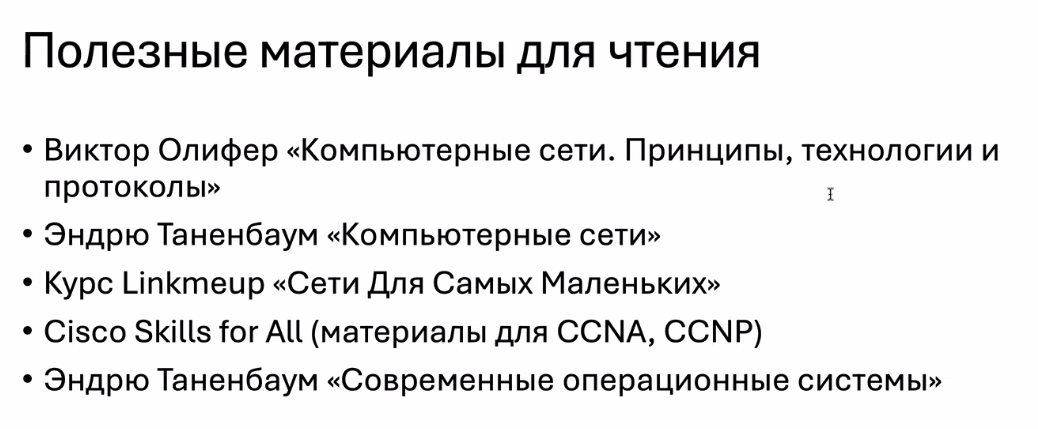 Полезные материалы для чтения
• Виктор Олифер «Компьютерные сети. Принципы, технологии и
протоколы»
• Эндрю Таненбаум «Компьютерные сети»
• Курс Linkmeup «Сети Для Самых Маленьких»
• Cisco Skills for All (материалы для CCNA, CCNP)
• Эндрю Таненбаум «Современные операционные системы»